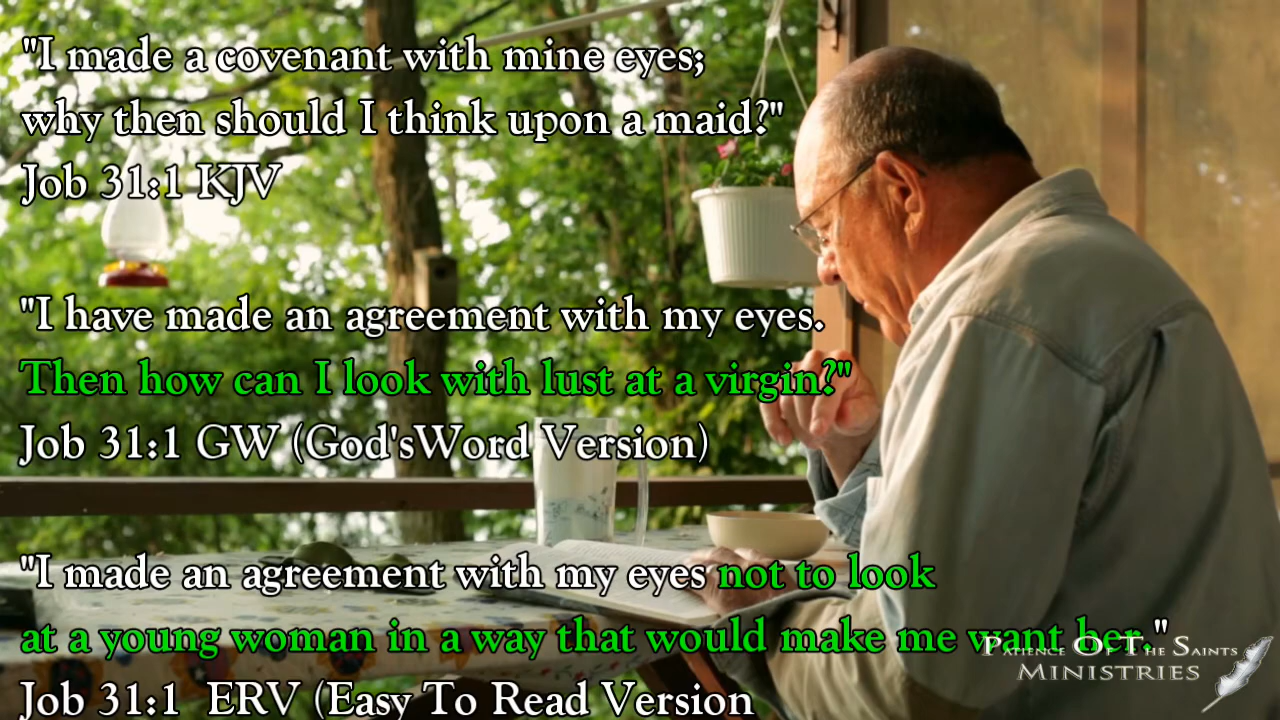 "I made a covenant with mine eyes;
why then should I think upon a maid?"
Job 31:1 KJV
"I have made an agreement with my eyes.
Then how can I look with lust at a virgin?"
Job 31:1 GW (God'sWord Version)
"I made an agreement with my eyes not to look
at a young woman in a way that would make me want her."
Job 31:1 ERV (Easy To Read Version
Patience Of The Saints
Ministries